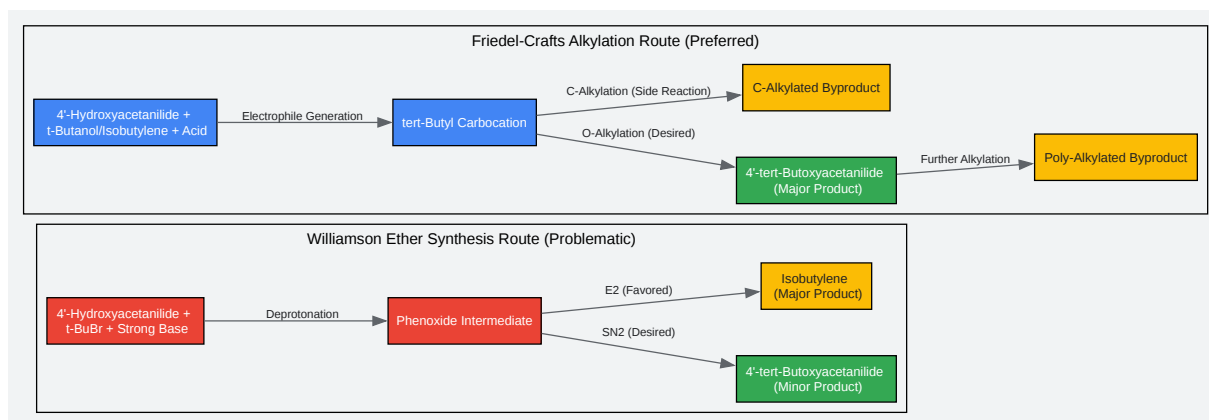 Friedel-Crafts Alkylation Route (Preferred)
4'-Hydroxyacetanilide +
t-Butanol/Isobutylene + Acid
Electrophile Generation
tert-Butyl Carbocation
C-Alkylation (Side Reaction)
C-Alkylated Byproduct
O-Alkylation (Desired)
4'-tert-Butoxyacetanilide
(Major Product)
Further Alkylation
Poly-Alkylated Byproduct
Williamson Ether Synthesis Route (Problematic)
4'-Hydroxyacetanilide +
t-BuBr + Strong Base
Deprotonation
Phenoxide Intermediate
E2 (Favored)
Isobutylene
(Major Product)
SN2 (Desired)
4'-tert-Butoxyacetanilide
(Minor Product)